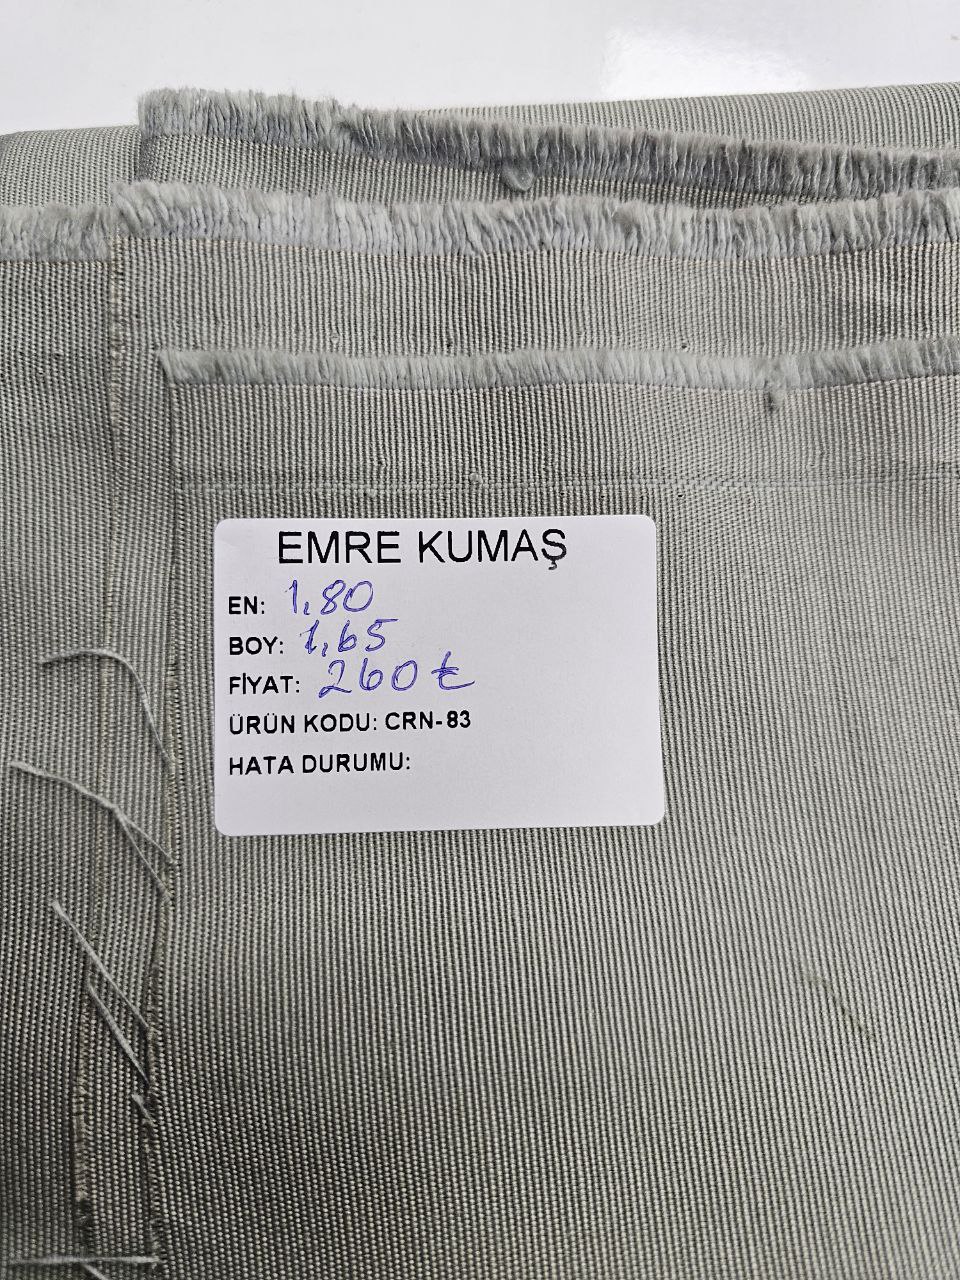 EMRE KUMAŞ
EN: 1,80
BOY: 1,65
FİYAT: 260 ₺
ÜRÜN KODU: CRN-83
HATA DURUMU: